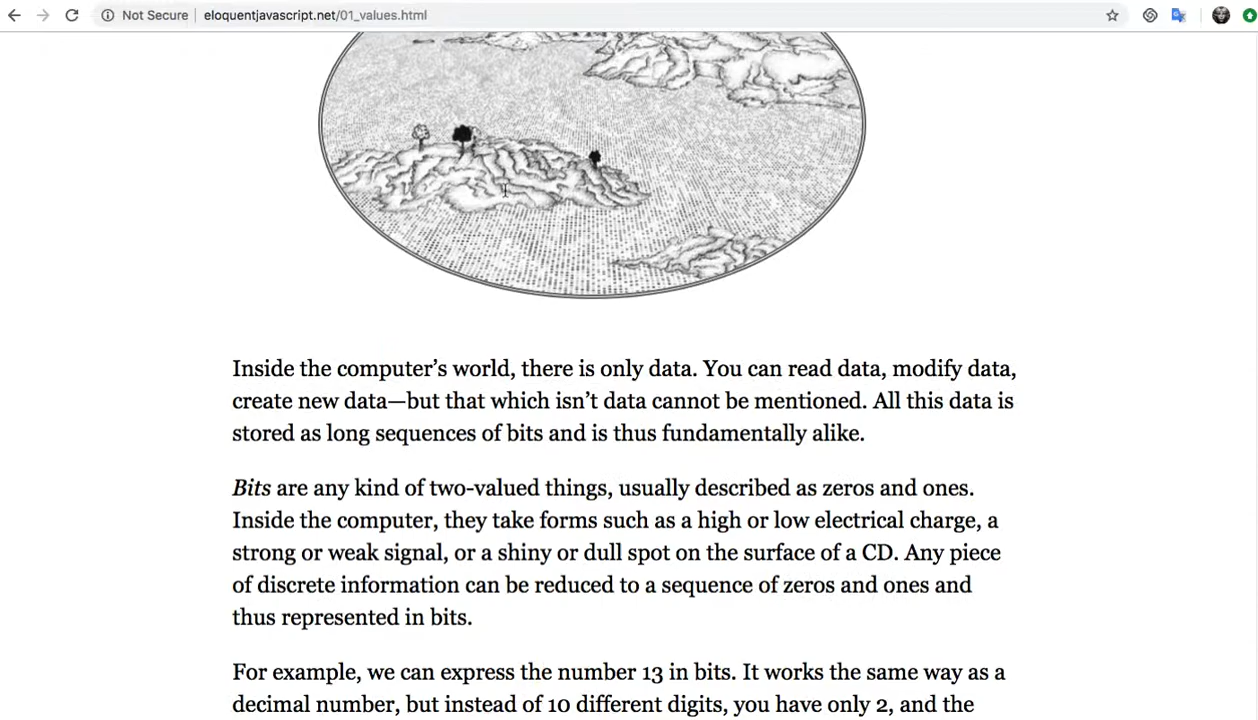 Not Secure | eloquentjavascript.net/01_values.html
Inside the computer’s world, there is only data. You can read data, modify data,
create new data—but that which isn’t data cannot be mentioned. All this data is
stored as long sequences of bits and is thus fundamentally alike.
Bits are any kind of two-valued things, usually described as zeros and ones.
Inside the computer, they take forms such as a high or low electrical charge, a
strong or weak signal, or a shiny or dull spot on the surface of a CD. Any piece
of discrete information can be reduced to a sequence of zeros and ones and
thus represented in bits.
For example, we can express the number 13 in bits. It works the same way as a
decimal number, but instead of 10 different digits, you have only 2, and the